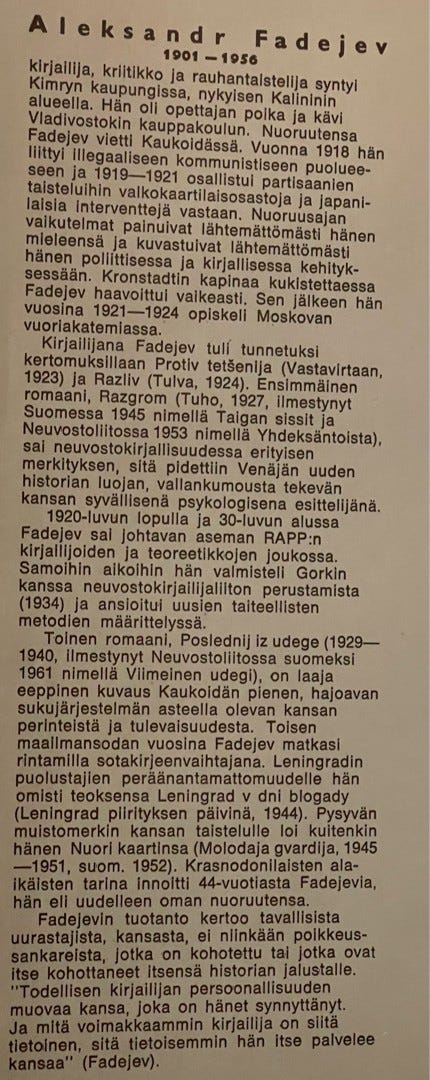 Aleksandr Fadejev
1901—1956
kirjailija, kriitikko ja rauhantaistelija syntyi
Kimryn kaupungissa, nykyisen Kalininin
alueella. Hän oli opettajan poika ja kävi
Vladivostokin kauppakoulun. Nuoruutensa
Fadejev vietti Kaukoidässä. Vuonna 1918 hän
liittyi illegaaliseen kommunistiseen puoluee-
seen ja 1919—1921 osallistui partisaanien
taisteluihin valkokaartilaisosastoja ja japani-
laisia interventtejä vastaan. Nuoruusajan
vaikutelmat painuivat lähtemättömästi hänen
mieleensä ja kuvastuivat lähtemättömästi
hänen poliittisessa ja kirjallisessa kehityk-
sessään. Kronstadtin kapinaa kukistettaessa
Fadejev haavoittui vaikeasti. Sen jälkeen hän
vuosina 1921—1924 opiskeli Moskovan
vuoriakatemiassa.
Kirjailijana Fadejev tuli tunnetuksi
kertomuksillaan Protiv tetšenija (Vastavirtaan,
1923) ja Razliv (Tulva, 1924). Ensimmäinen
romaani, Razgrom (Tuho, 1927, ilmestynyt
Suomessa 1945 nimellä Taigan sissit ja
Neuvostoliitossa 1953 nimellä Yhdeksäntoista),
sai neuvostokirjallisuudessa erityisen
merkityksen, sitä pidettiin Venäjän uuden
historian luojan, vallankumousta tekevän
kansan syvällisenä psykologisena esittelijänä.
1920-luvun lopulla ja 30-luvun alussa
Fadejev sai johtavan aseman RAPP:n
kirjallijoiden ja teoreetikkojen joukossa.
Samoihin aikoihin hän valmisteli Gorkin
kanssa neuvostokirjailijaliiton perustamista
(1934) ja ansioitui uusien taiteellisten
metodien määrittelyssä.
Toinen romaani, Poslednij iz udege (1929—
1940, ilmestynyt Neuvostoliitossa suomeksi
1961 nimellä Viimeinen udegi), on laaja
eeppinen kuvaus Kaukoidän pienen, hajoavan
sukujärjestelmän asteella olevan kansan
perinteistä ja tulevaisuudesta. Toisen
maailmansodan vuosina Fadejev matkasi
rintamilla sotakirjeenvaihtajana. Leningradin
puolustajien peräänantamattomuudelle hän
omisti teoksensa Leningrad v dni blogady
(Leningrad piirityksen päivinä, 1944). Pysyvän
muistomerkin kansan taistelulle loi kuitenkin
hänen Nuori kaartinsa (Molodaja gvardija, 1945
—1951, suom. 1952). Krasnodonilaisten ala-
ikäisten tarina innoitti 44-vuotiasta Fadejevia,
hän eli uudelleen oman nuoruutensa.
Fadejevin tuotanto kertoo tavallisista
uurastajista, kansasta, ei niinkään poikkeus-
sankareista, jotka on kohotettu tai jotka ovat
itse kohottaneet itsensä historian jalustalle.
"Todellisen kirjailijan persoonallisuuden
muovaa kansa, joka on hänet synnyttänyt.
Ja mitä voimakkaammin kirjailija on siitä
tietoinen, sitä tietoisemmin hän itse palvelee
kansaa" (Fadejev).